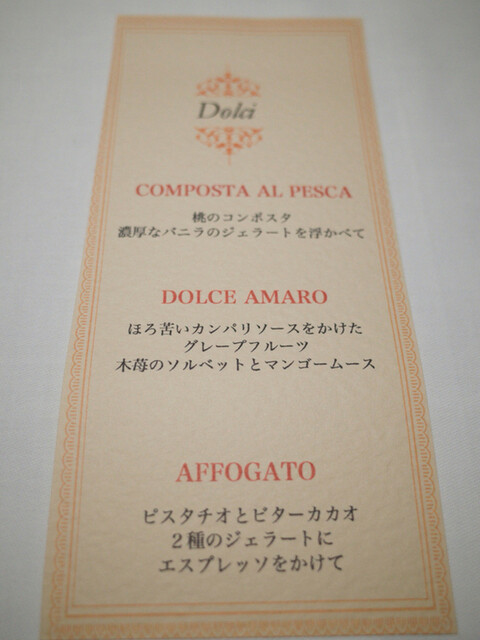 Dolci
COMPOSTA AL PESCA
桃のコンポスタ
濃厚なバニラのジェラートを浮かべて
DOLCE AMARO
ほろ苦いカンパリソースをかけた
グレープフルーツ
木苺のソルベットとマンゴームース
AFFOGATO
ピスタチオとビターカカオ
２種のジェラートに
エスプレッソをかけて